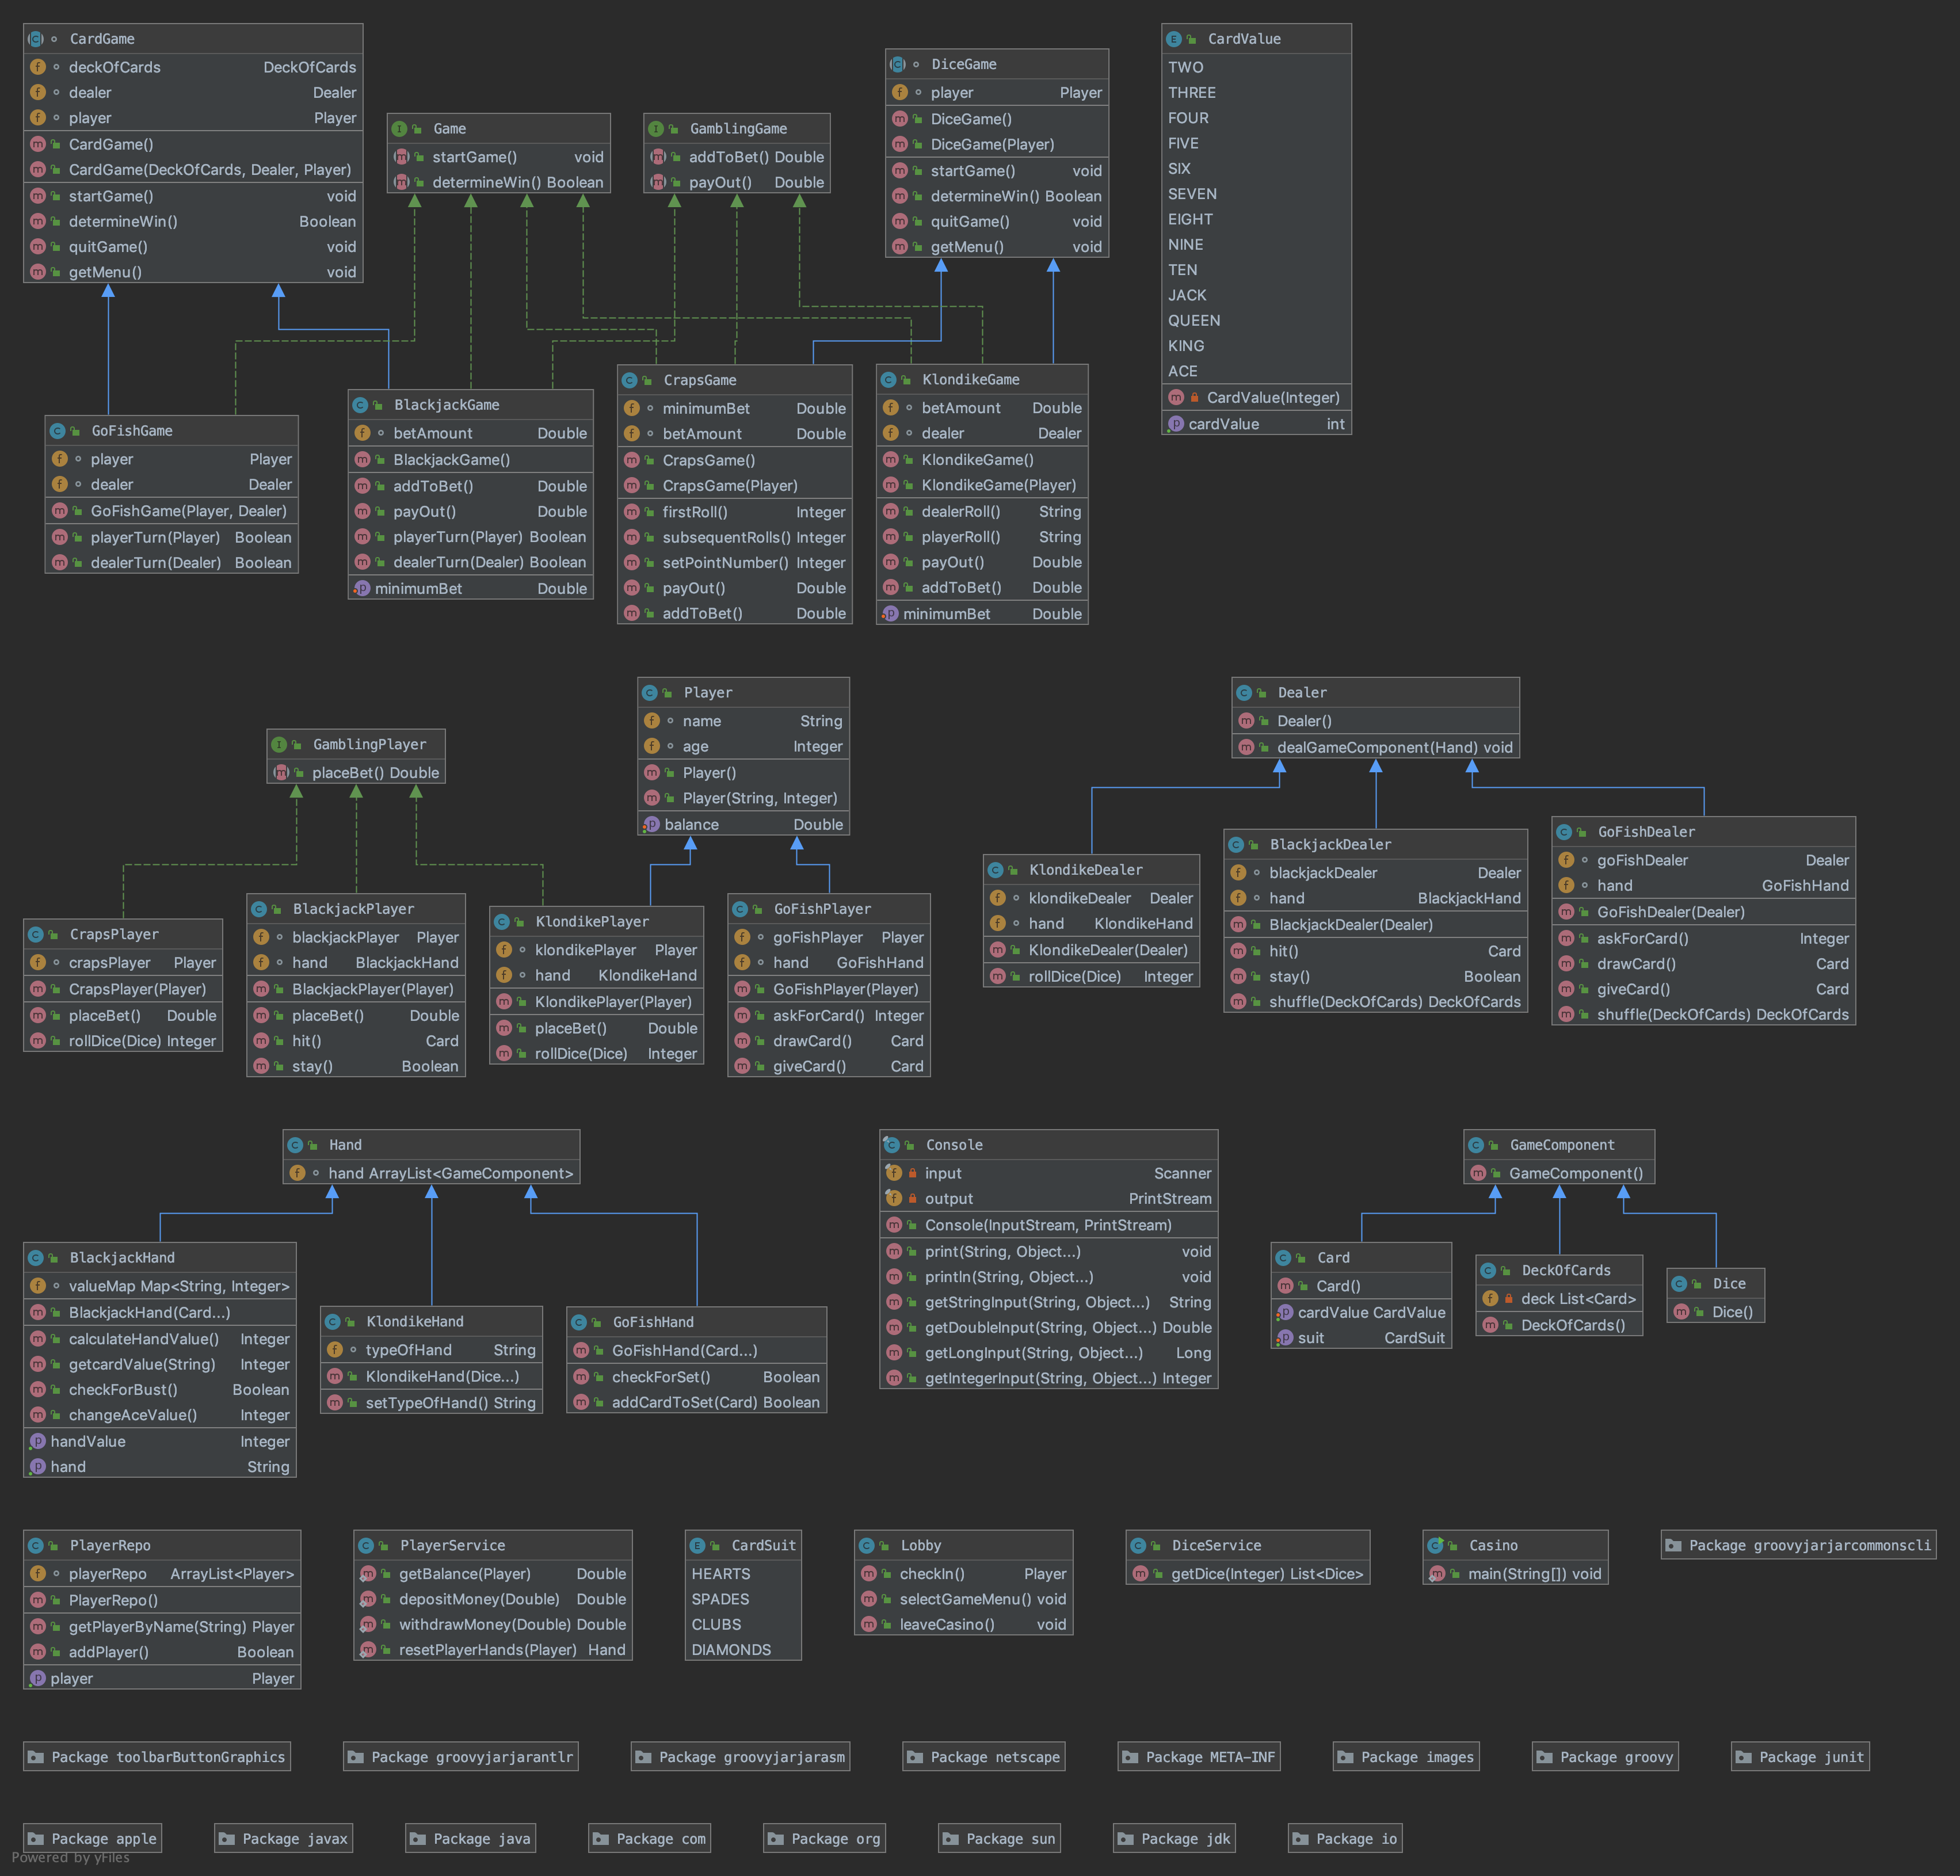 CardGame
deckOfCards DeckOfCards
dealer Dealer
player Player
CardGame()
CardGame(DeckOfCards, Dealer, Player)
startGame() void
determineWin() Boolean
quitGame() void
getMenu() void
Game
startGame() void
determineWin() Boolean
GamblingGame
addToBet() Double
payOut() Double
DiceGame
player Player
DiceGame()
DiceGame(Player)
startGame() void
determineWin() Boolean
quitGame() void
getMenu() void
CardValue
TWO
THREE
FOUR
FIVE
SIX
SEVEN
EIGHT
NINE
TEN
JACK
QUEEN
KING
ACE
CardValue(Integer)
cardValue int
GoFishGame
player Player
dealer Dealer
GoFishGame(Player, Dealer)
playerTurn(Player) Boolean
dealerTurn(Dealer) Boolean
BlackjackGame
betAmount Double
BlackjackGame()
addToBet() Double
payOut() Double
playerTurn(Player) Boolean
dealerTurn(Dealer) Boolean
minimumBet Double
CrapsGame
minimumBet Double
betAmount Double
CrapsGame()
CrapsGame(Player)
firstRoll() Integer
subsequentRolls() Integer
setPointNumber() Integer
payOut() Double
addToBet() Double
KlondikeGame
betAmount Double
dealer Dealer
KlondikeGame()
KlondikeGame(Player)
dealerRoll() String
playerRoll() String
payOut() Double
addToBet() Double
minimumBet Double
GamblingPlayer
placeBet() Double
Player
name String
age Integer
Player()
Player(String, Integer)
balance Double
Dealer
Dealer()
dealGameComponent(Hand) void
CrapsPlayer
crapsPlayer Player
CrapsPlayer(Player)
placeBet() Double
rollDice(Dice) Integer
BlackjackPlayer
blackjackPlayer Player
hand BlackjackHand
BlackjackPlayer(Player)
placeBet() Double
hit() Card
stay() Boolean
KlondikePlayer
klondikePlayer Player
hand KlondikeHand
KlondikePlayer(Player)
placeBet() Double
rollDice(Dice) Integer
GoFishPlayer
goFishPlayer Player
hand GoFishHand
GoFishPlayer(Player)
askForCard() Integer
drawCard() Card
giveCard() Card
KlondikeDealer
klondikeDealer Dealer
hand KlondikeHand
KlondikeDealer(Dealer)
rollDice(Dice) Integer
BlackjackDealer
blackjackDealer Dealer
hand BlackjackHand
BlackjackDealer(Dealer)
hit() Card
stay() Boolean
shuffle(DeckOfCards) DeckOfCards
GoFishDealer
goFishDealer Dealer
hand GoFishHand
GoFishDealer(Dealer)
askForCard() Integer
drawCard() Card
giveCard() Card
shuffle(DeckOfCards) DeckOfCards
Hand
hand ArrayList<GameComponent>
BlackjackHand
valueMap Map<String, Integer>
BlackjackHand(Card...)
calculateHandValue() Integer
getcardValue(String) Integer
checkForBust() Boolean
changeAceValue() Integer
handValue Integer
hand String
KlondikeHand
typeOfHand String
KlondikeHand(Dice...)
setTypeOfHand() String
GoFishHand
GoFishHand(Card...)
checkForSet() Boolean
addCardToSet(Card) Boolean
Console
input Scanner
output PrintStream
Console(InputStream, PrintStream)
print(String, Object...) void
println(String, Object...) void
getStringInput(String, Object...) String
getDoubleInput(String, Object...) Double
getLongInput(String, Object...) Long
getIntegerInput(String, Object...) Integer
GameComponent
GameComponent()
Card
Card()
cardValue CardValue
suit CardSuit
DeckOfCards
deck List<Card>
DeckOfCards()
Dice
Dice()
PlayerRepo
playerRepo ArrayList<Player>
PlayerRepo()
getPlayerByName(String) Player
addPlayer() Boolean
player Player
PlayerService
getBalance(Player) Double
depositMoney(Double) Double
withdrawMoney(Double) Double
resetPlayerHands(Player) Hand
CardSuit
HEARTS
SPADES
CLUBS
DIAMONDS
Lobby
checkIn() Player
selectGameMenu() void
leaveCasino() void
DiceService
getDice(Integer) List<Dice>
Casino
main(String[]) void
Package groovyjarjarcommonscli
Package toolbarButtonGraphics
Package groovyjarjarantlr
Package groovyjarjarasm
Package netscape
Package META-INF
Package images
Package groovy
Package junit
Package apple
Package javax
Package java
Package com
Package org
Package sun
Package jdk
Package io
Powered by yFiles